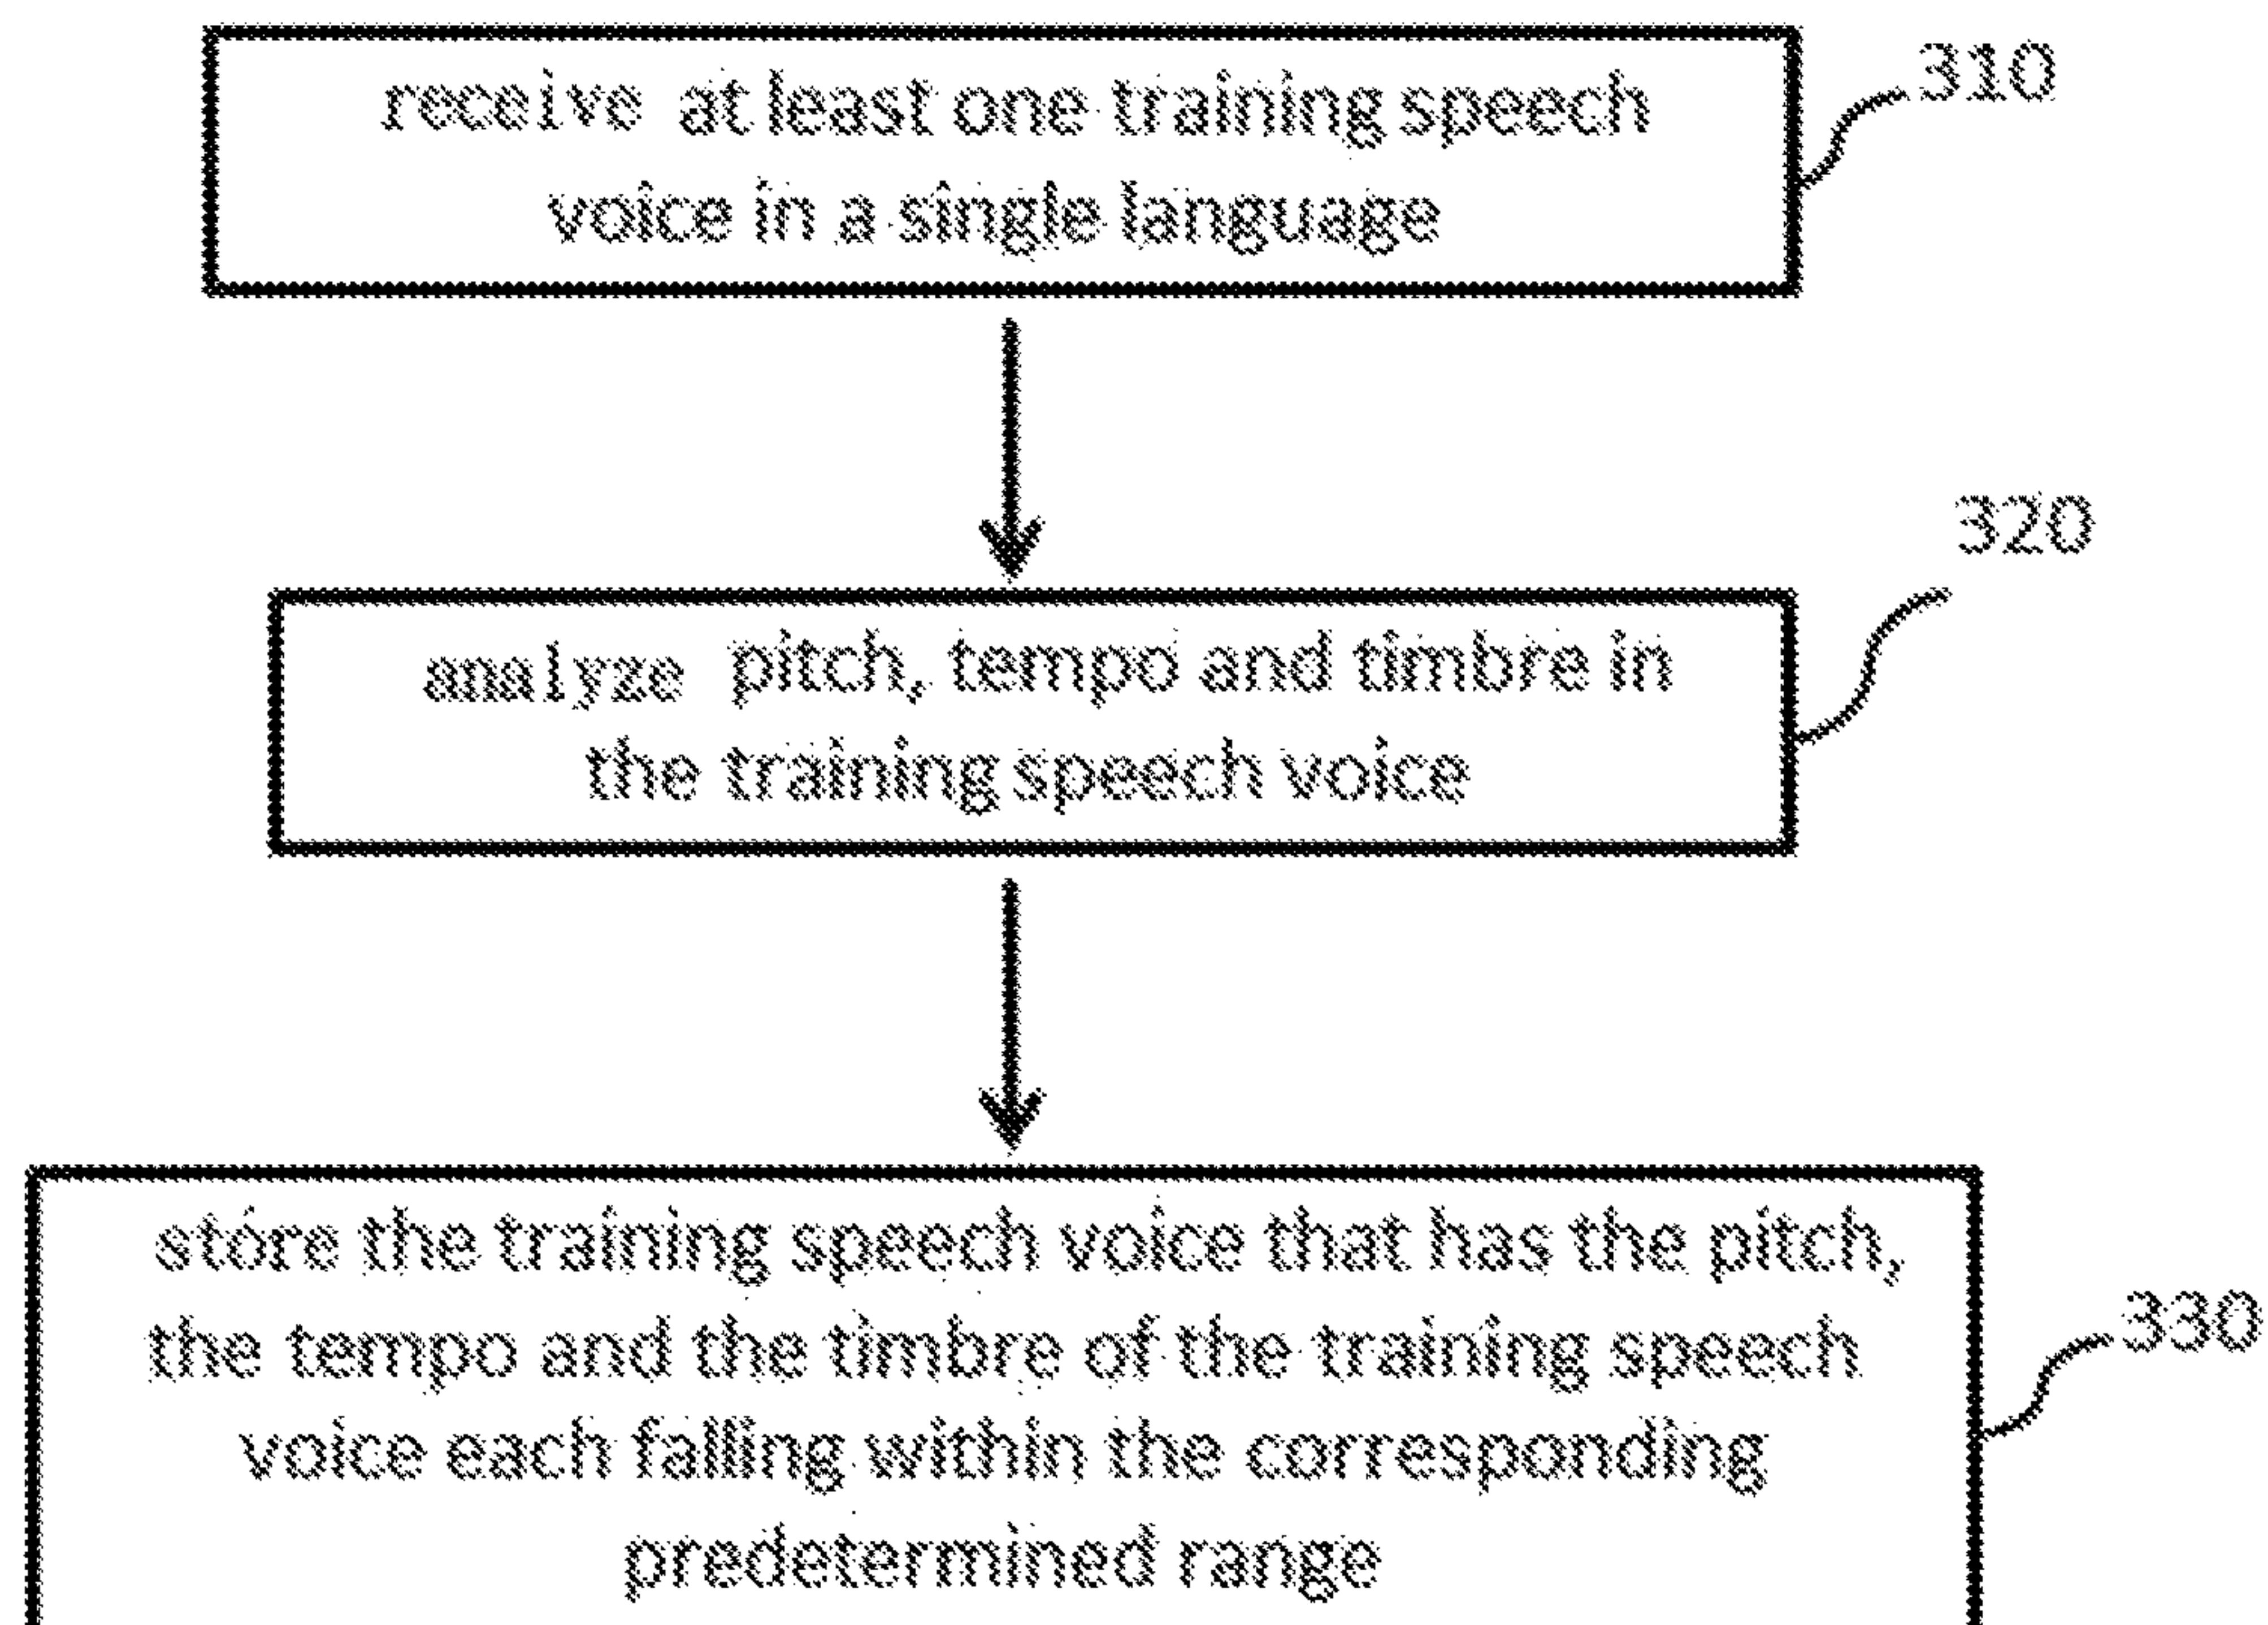 receive at least one training speech
voice in a single language
310
320
analyze pitch, tempo and timbre in
the training speech voice
store the training speech voice that has the pitch,
the tempo and the timbre of the training speech
voice each falling within the corresponding
predetermined range
330